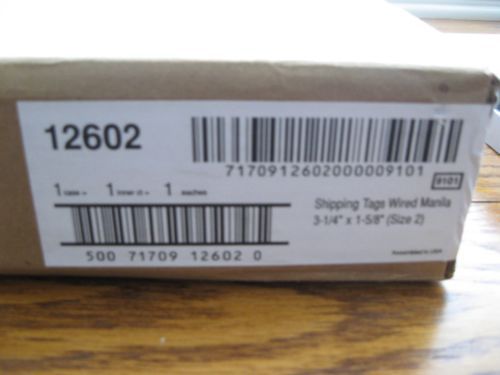 12602
7170912602000009101
9101
1 case = 1 inner ct = 1 eaches
Shipping Tags Wired Manila
3-1/4" x 1-5/8" (Size 2)
500 71709 12602 0